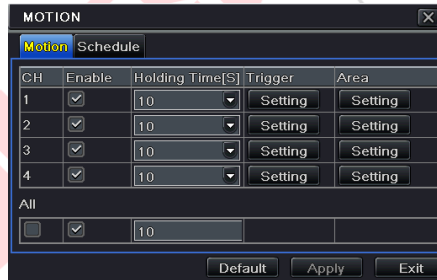 MOTION
Motion Schedule
CH Enable Holding Time[S] Trigger Area
1 10 Setting Setting
2 10 Setting Setting
3 10 Setting Setting
4 10 Setting Setting
All
10
Default Apply Exit